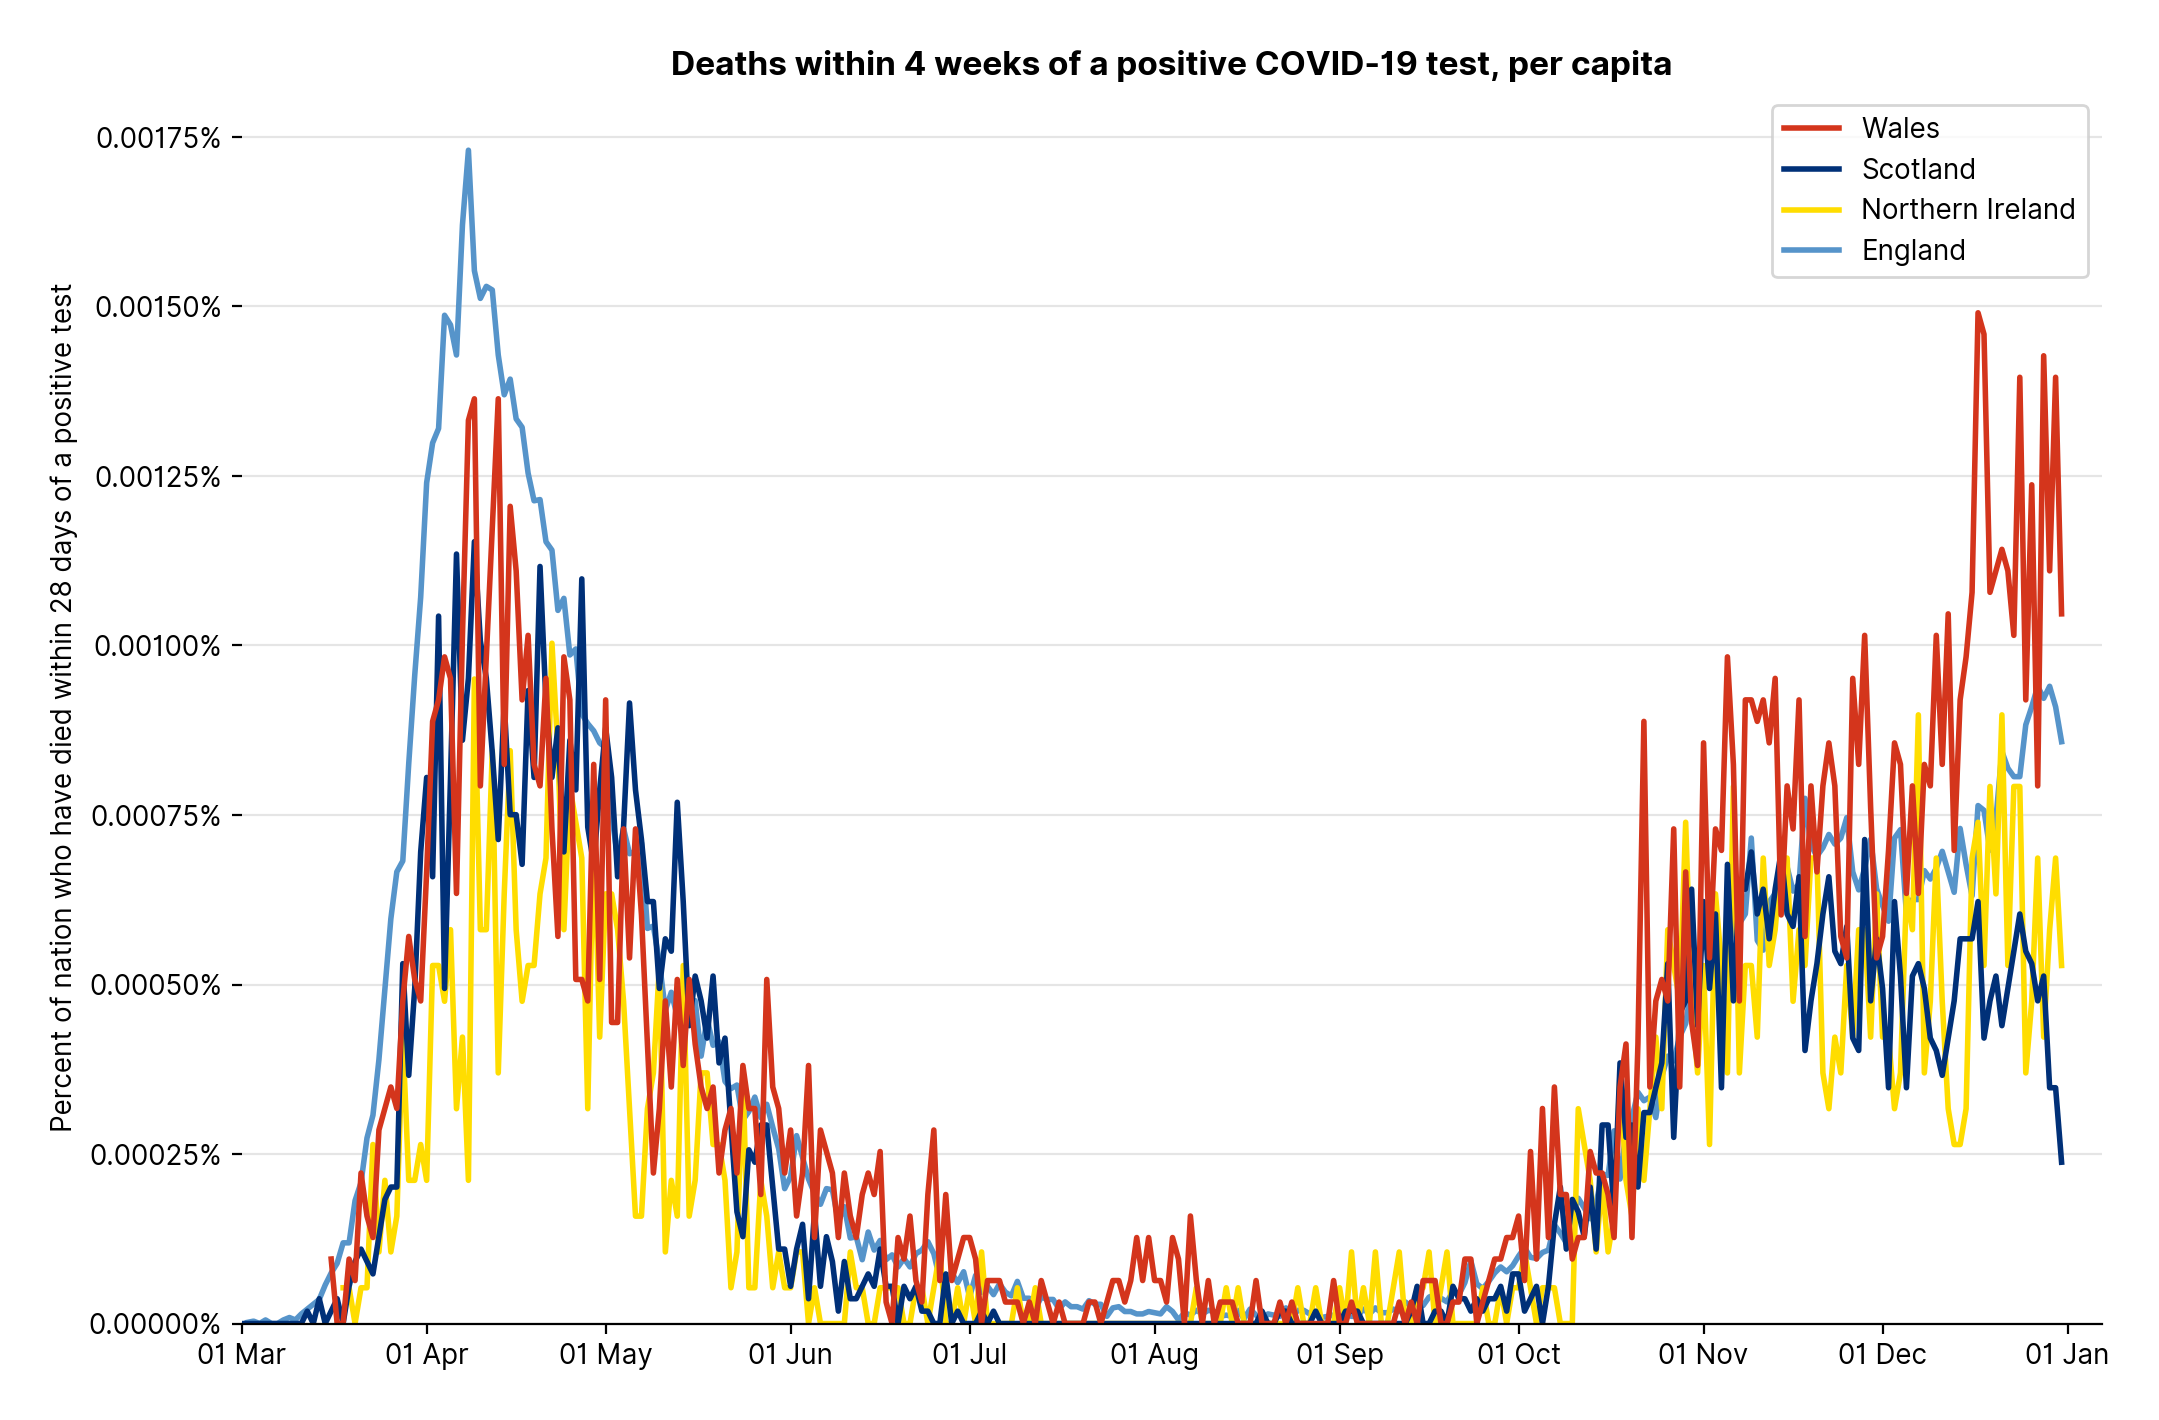 Deaths within 4 weeks of a positive COVID-19 test, per capita
Wales
Scotland
Northern Ireland
England
Percent of nation who have died within 28 days of a positive test
0.00175%
0.00150%
0.00125%
0.00100%
0.00075%
0.00050%
0.00025%
0.00000%
01 Mar
01 Apr
01 May
01 Jun
01 Jul
01 Aug
01 Sep
01 Oct
01 Nov
01 Dec
01 Jan